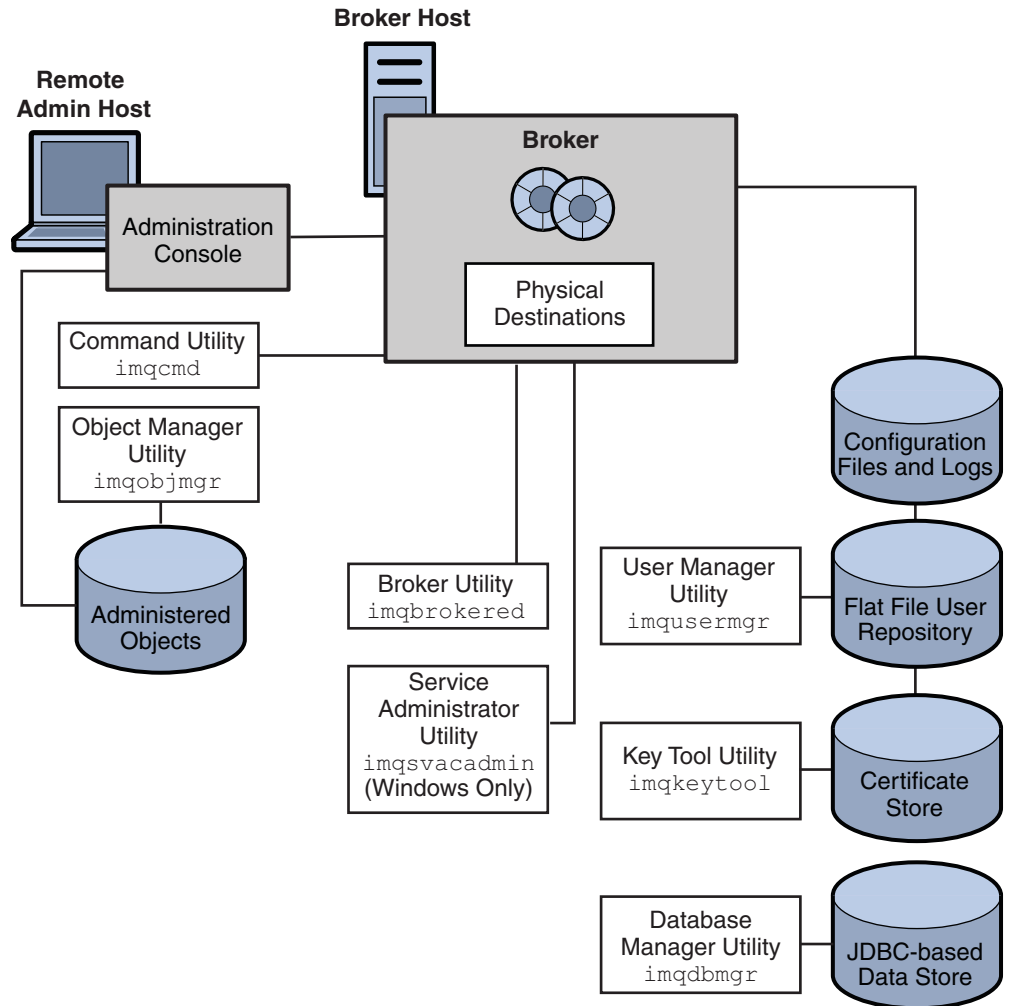 Broker Host
Remote
Admin Host
Broker
Administration
Console
Physical
Destinations
Command Utility
imqcmd
Object Manager
Utility
imqobjmgr
Administered
Objects
Configuration
Files and Logs
Broker Utility
imqbrokered
User Manager
Utility
imqusermgr
Flat File User
Repository
Service
Administrator
Utility
imqsvacadmin
(Windows Only)
Key Tool Utility
imqkeytool
Certificate
Store
Database
Manager Utility
imqdbmgr
JDBC-based
Data Store